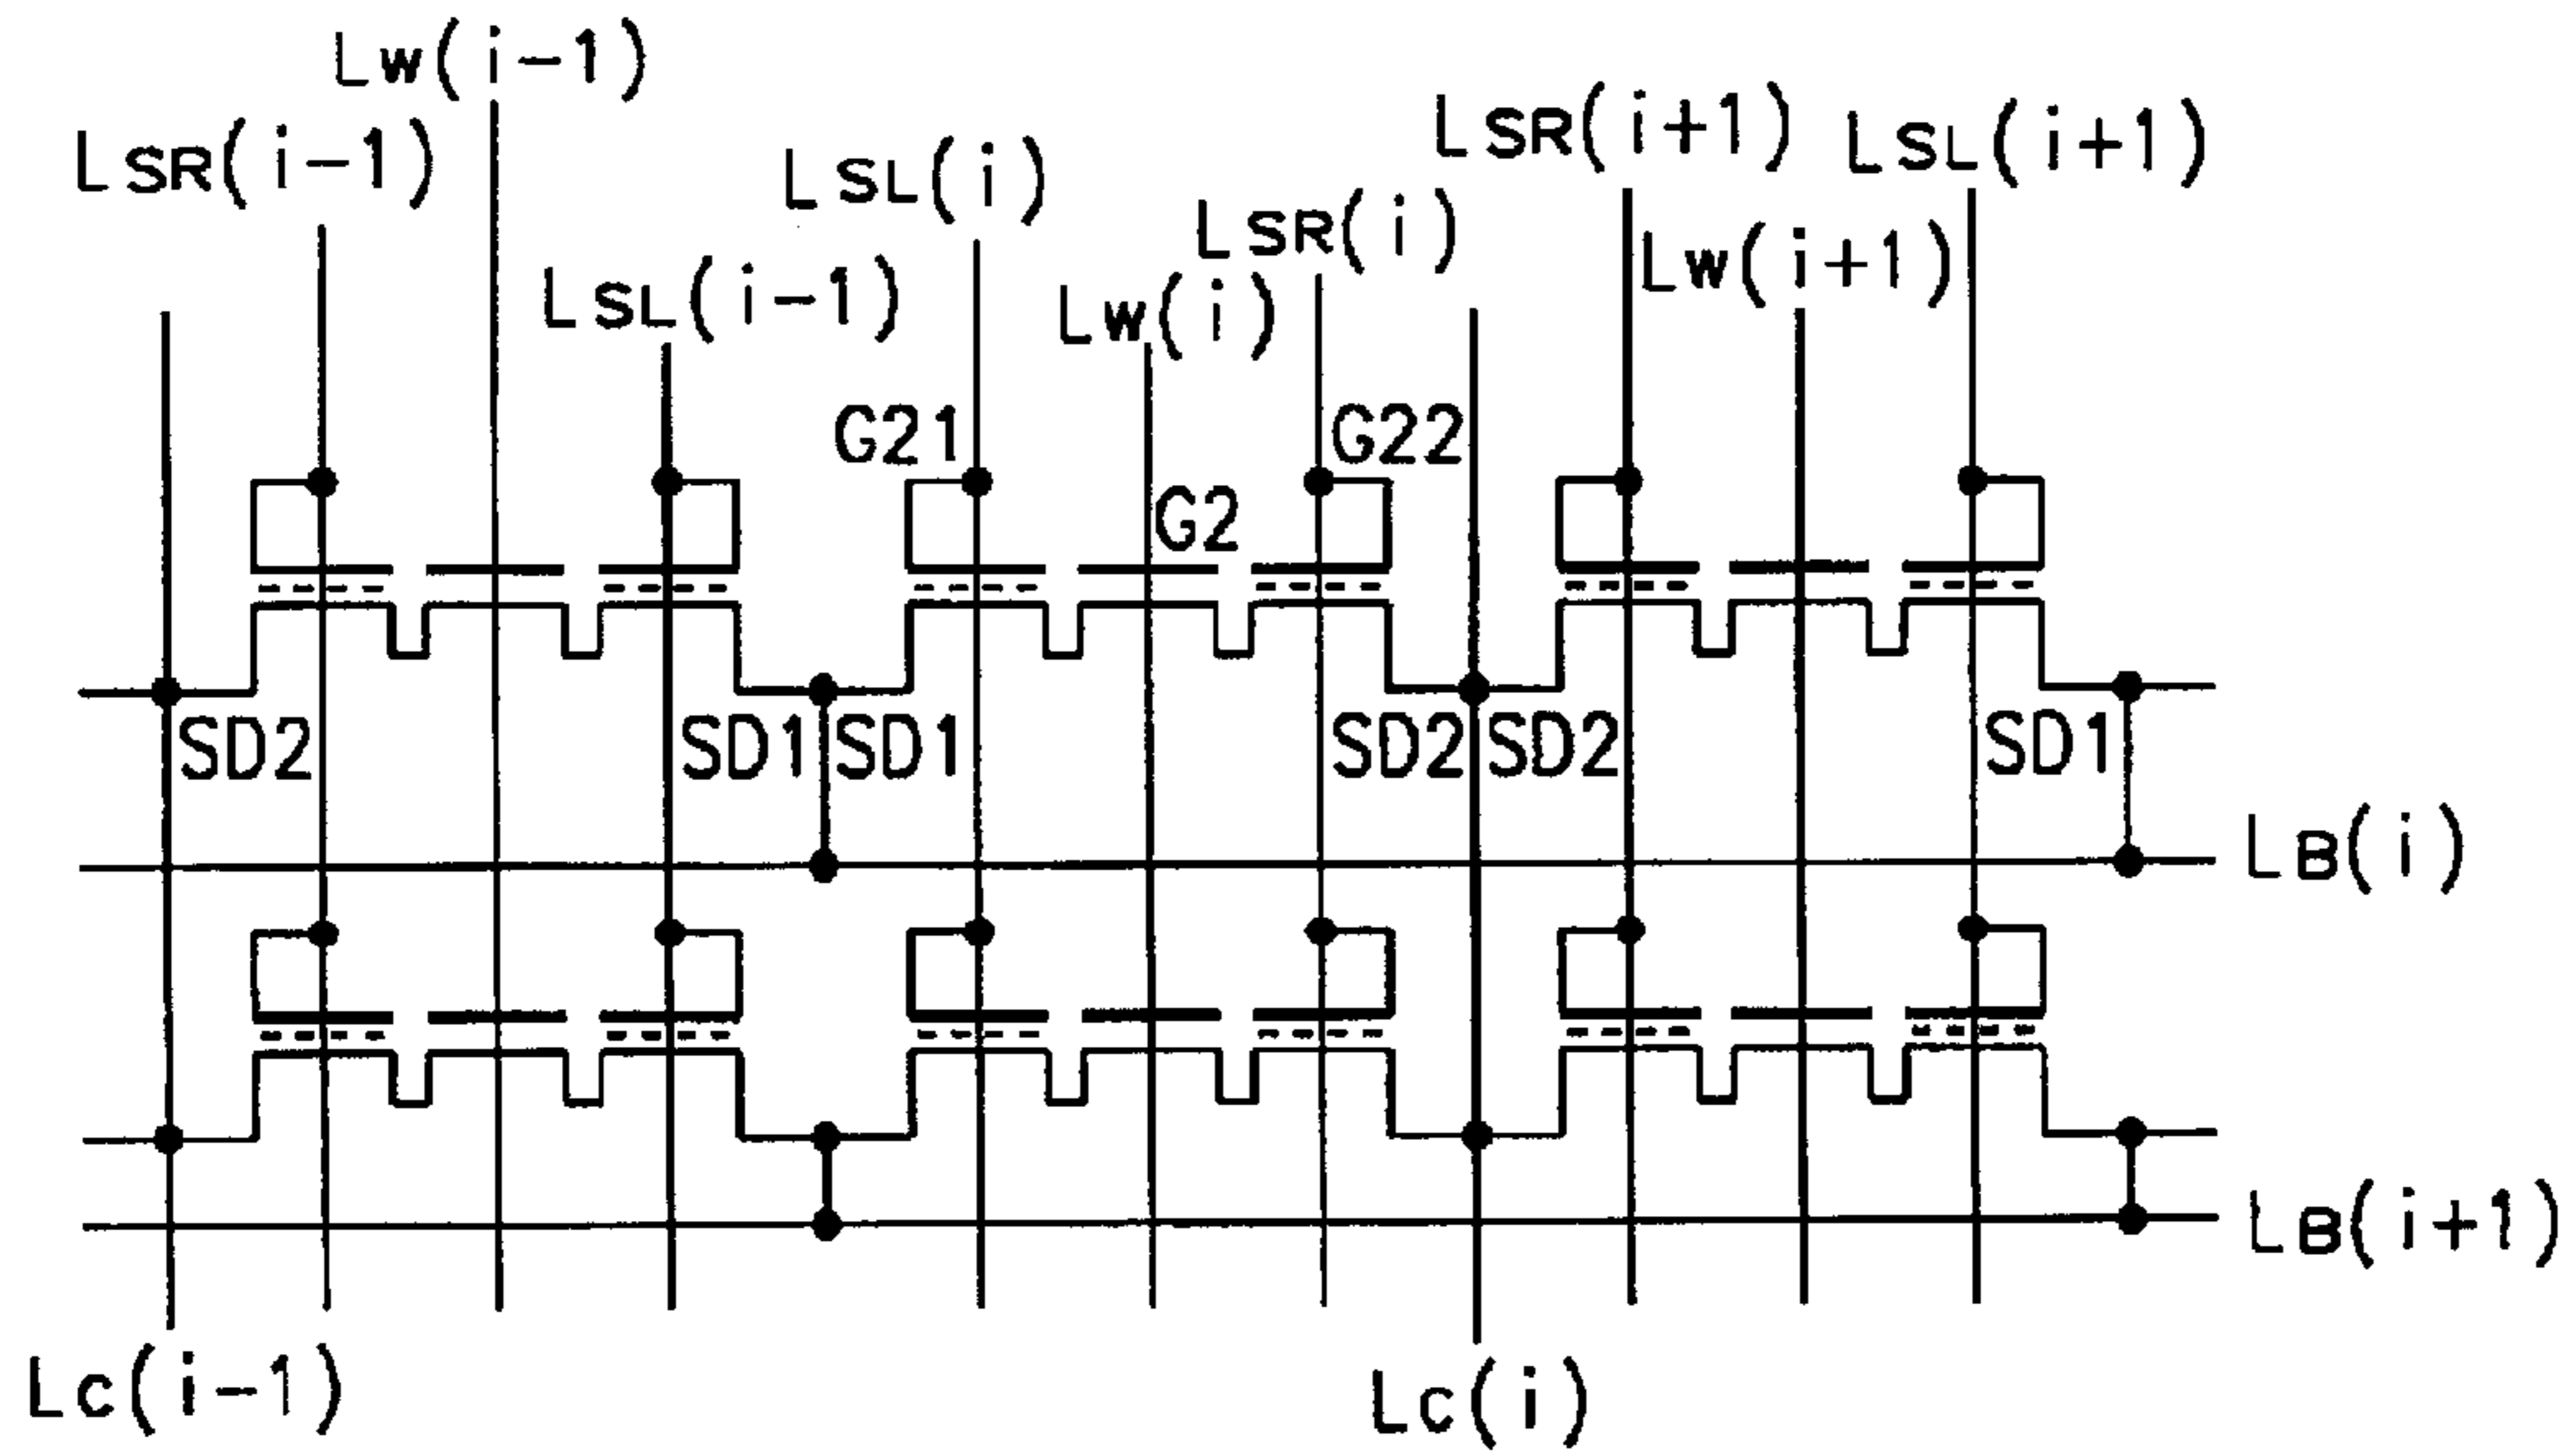 Lw(i-1)
LSR(i-1)
LSR(i+1)
LSL(i+1)
LSL(i)
LSR(i)
Lw(i+1)
LSL(i-1)
Lw(i)
G21
G22
G2
SD2
SD1
SD1
SD2
SD2
SD1
LB(i)
LB(i+1)
Lc(i-1)
Lc(i)